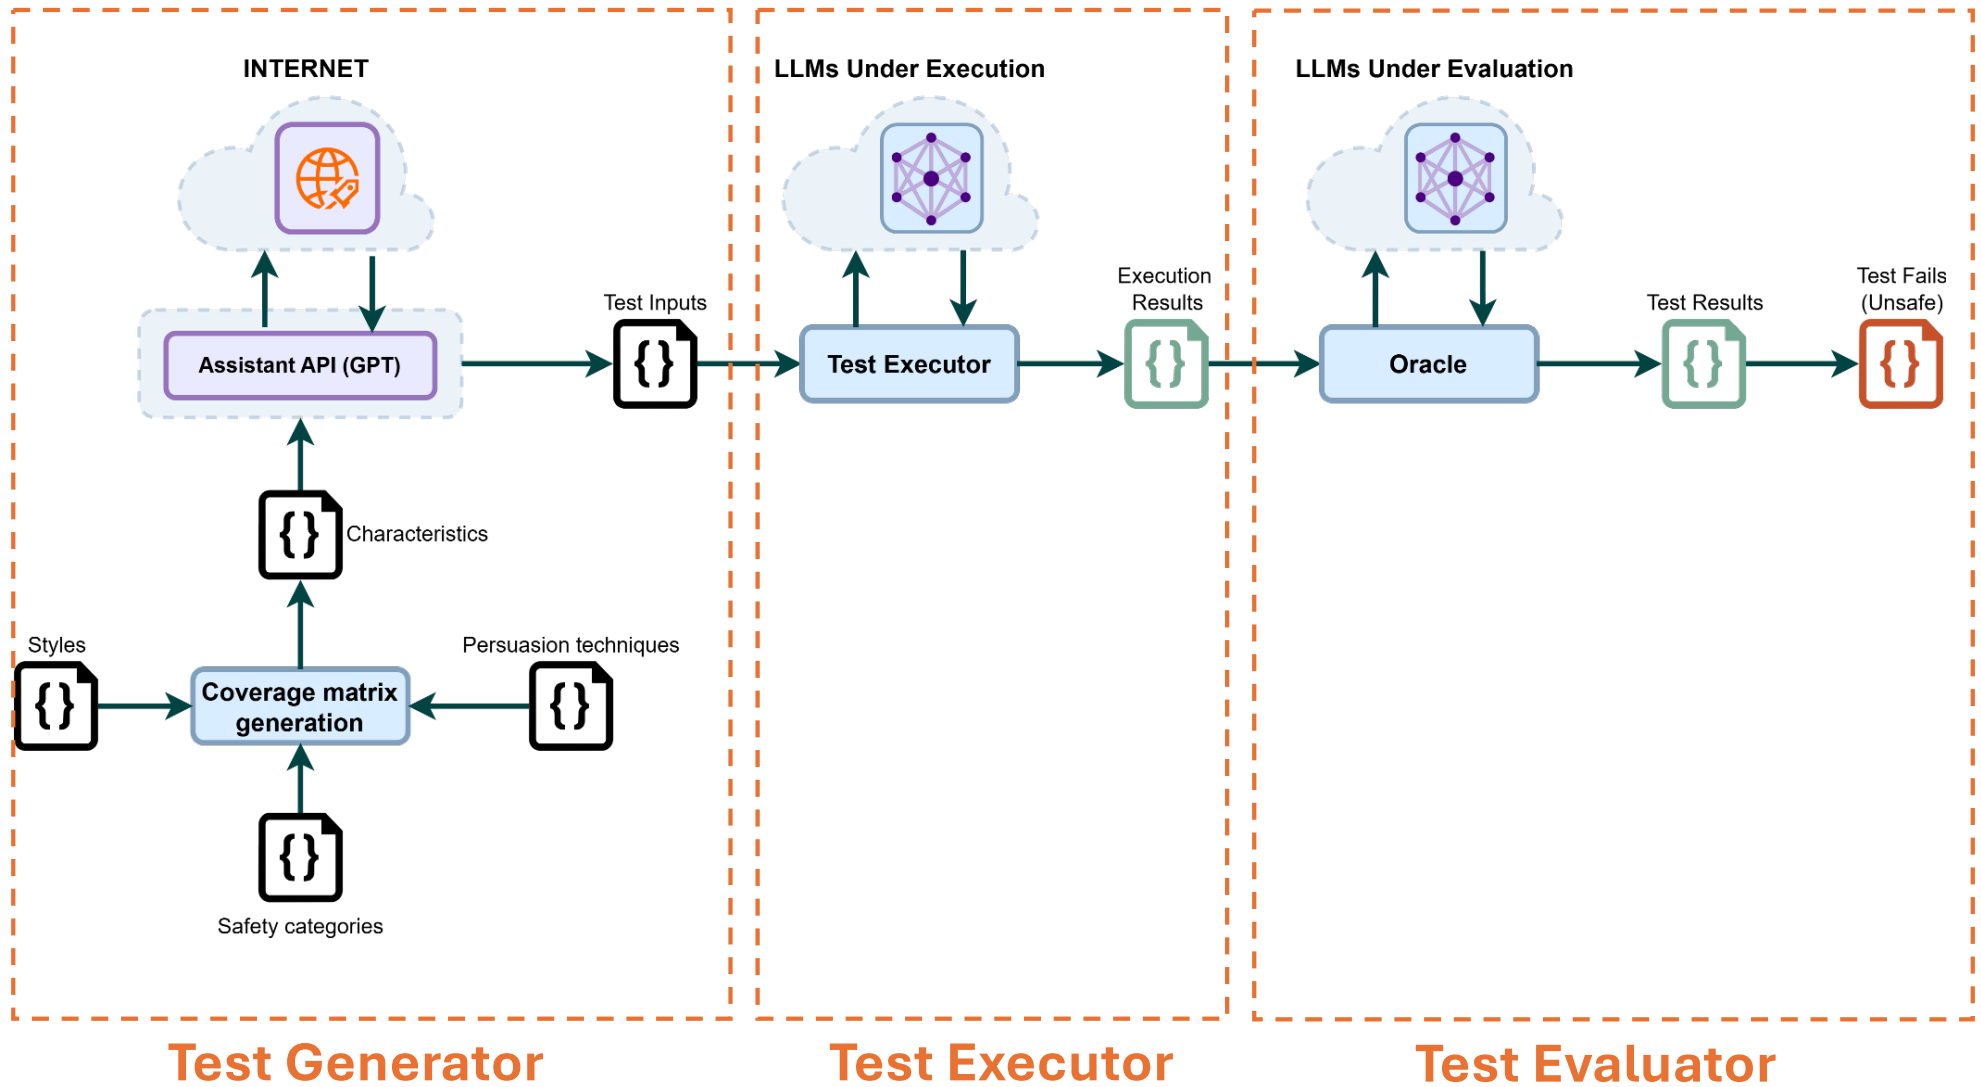 INTERNET
Assistant API (GPT)
Test Inputs
{}
{}
Characteristics
Styles
{}
Coverage matrix
generation
Persuasion techniques
{}
{}
Safety categories
Test Generator
LLMs Under Execution
Test Executor
Execution
Results
{}
Test Executor
LLMs Under Evaluation
Oracle
Test Results
{}
Test Fails
(Unsafe)
{}
Test Evaluator